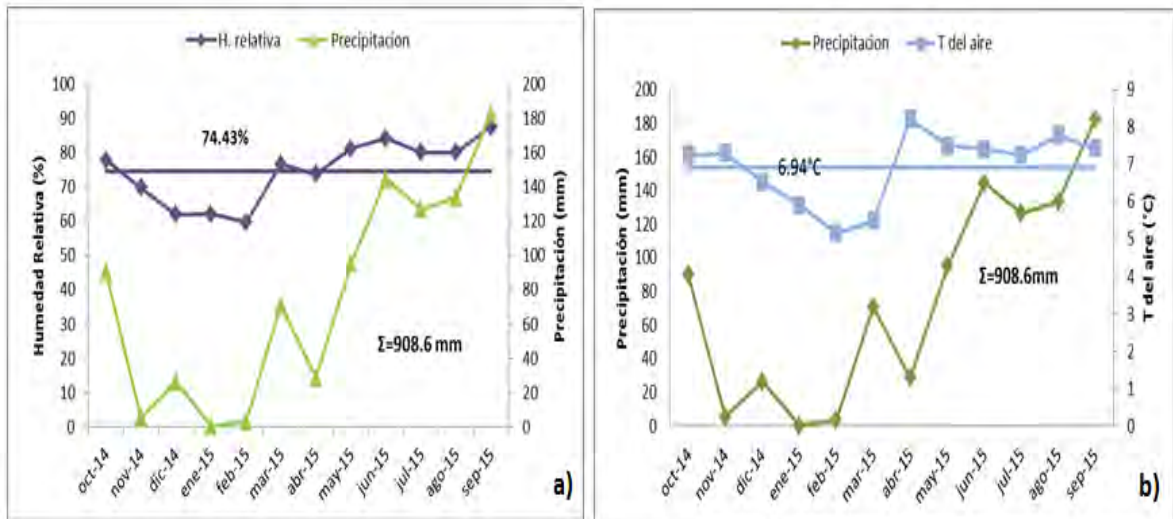 H. relativa Precipitacion
100
90
80
70
60
50
40
30
20
10
0
Humedad Relativa (%)
74.43%
Σ=908.6 mm
200
180
160
140
120
100
80
60
40
20
0
Precipitación (mm)
oct-14
nov-14
dic-14
ene-15
feb-15
mar-15
abr-15
may-15
jun-15
jul-15
ago-15
sep-15
a)
Precipitacion T del aire
200
180
160
140
120
100
80
60
40
20
0
Precipitación (mm)
6.94°C
Σ=908.6mm
9
8
7
6
5
4
3
2
1
0
T del aire (°C)
oct-14
nov-14
dic-14
ene-15
feb-15
mar-15
abr-15
may-15
jun-15
jul-15
ago-15
sep-15
b)